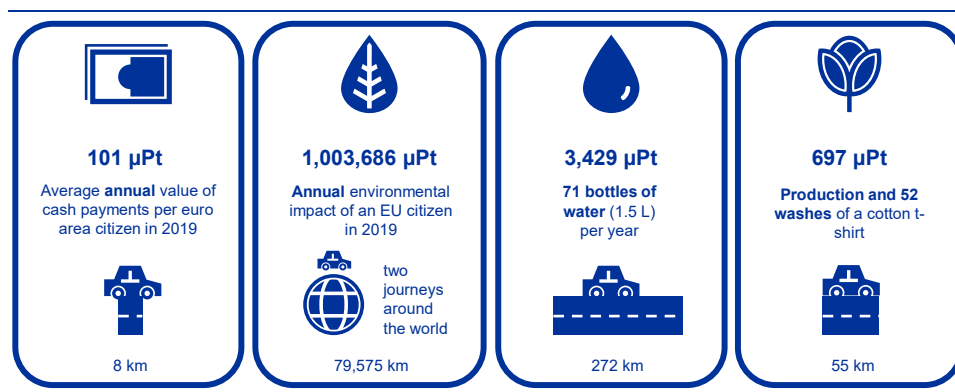 101 µPt
Average annual value of
cash payments per euro
area citizen in 2019
8 km
1,003,686 µPt
Annual environmental
impact of an EU citizen
in 2019
two
journeys
around
the world
79,575 km
3,429 µPt
71 bottles of
water (1.5 L)
per year
272 km
697 µPt
Production and 52
washes of a cotton t-
shirt
55 km